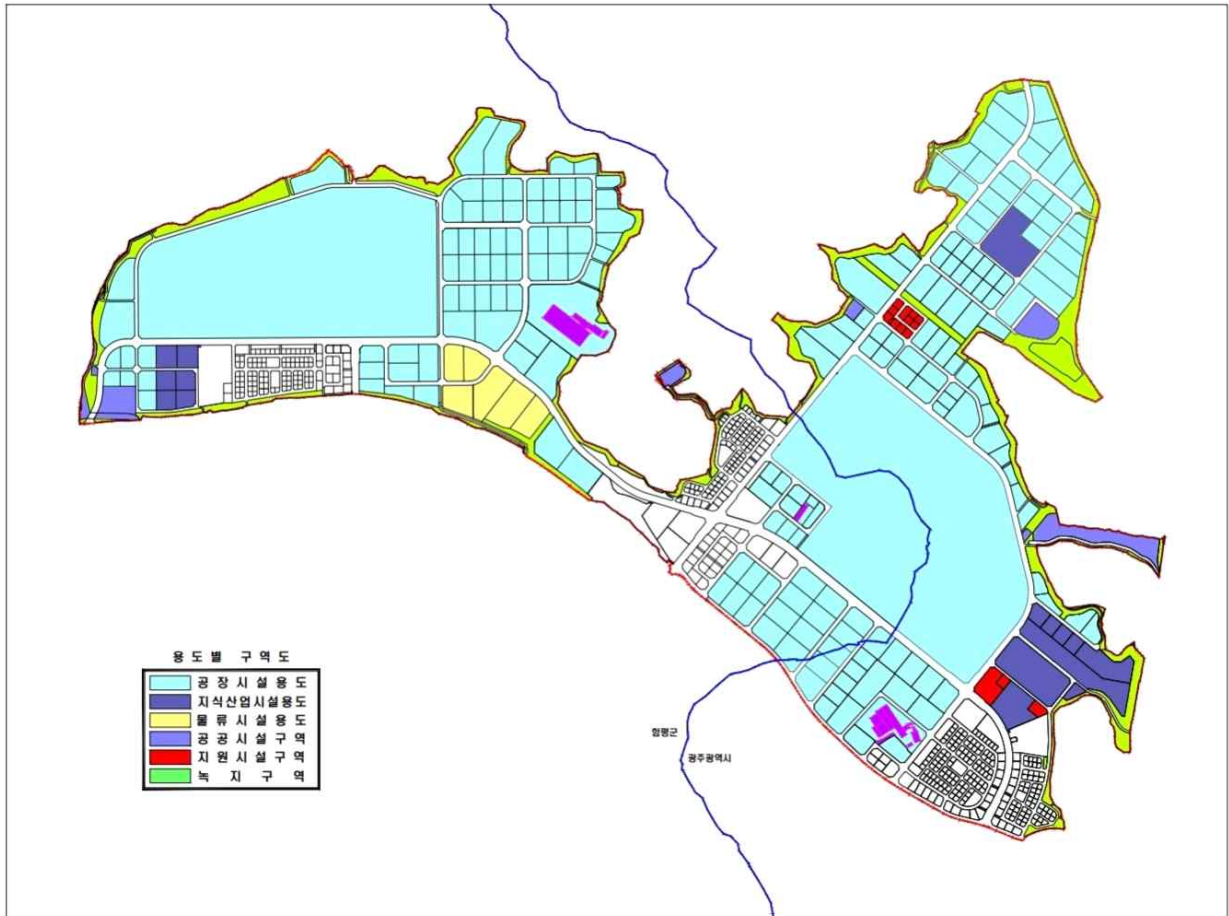 용도별 구역도
공장시설용도
지식산업시설용도
물류시설용도
공공시설구역
지원시설구역
녹지구역
함평군
광주광역시